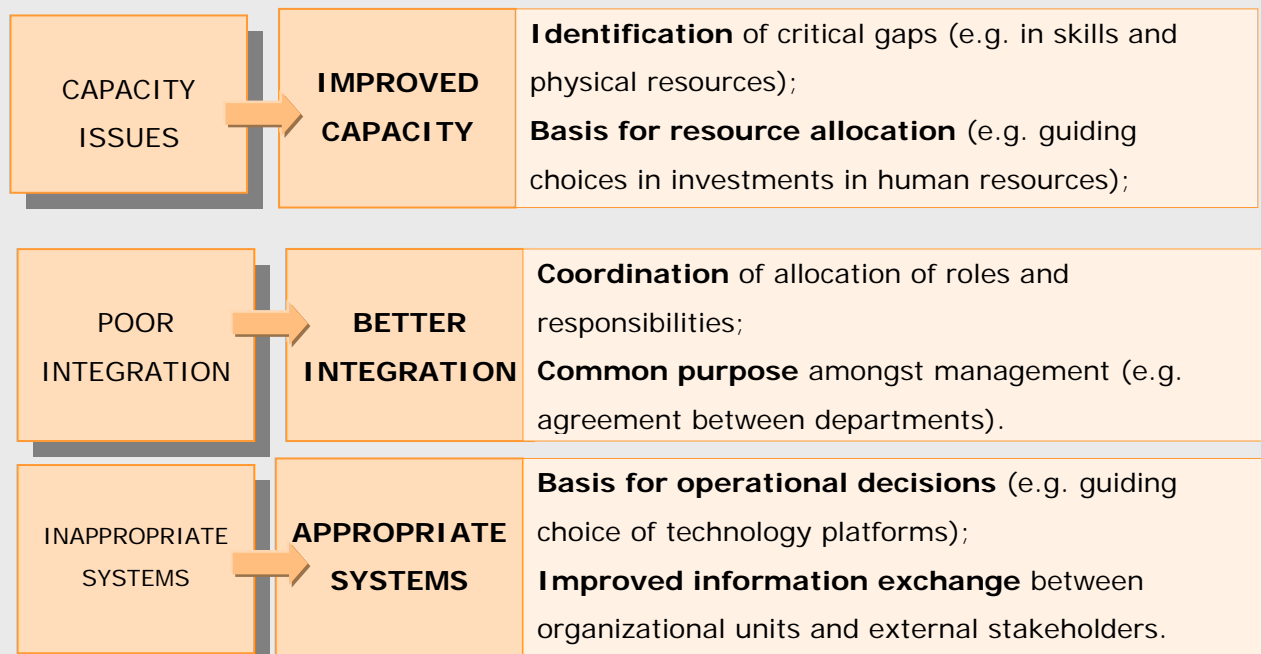 CAPACITY
ISSUES
IMPROVED
CAPACITY
Identification of critical gaps (e.g. in skills and
physical resources);
Basis for resource allocation (e.g. guiding
choices in investments in human resources);
POOR
INTEGRATION
BETTER
INTEGRATION
Coordination of allocation of roles and
responsibilities;
Common purpose amongst management (e.g.
agreement between departments).
INAPPROPRIATE
SYSTEMS
APPROPRIATE
SYSTEMS
Basis for operational decisions (e.g. guiding
choice of technology platforms);
Improved information exchange between
organizational units and external stakeholders.